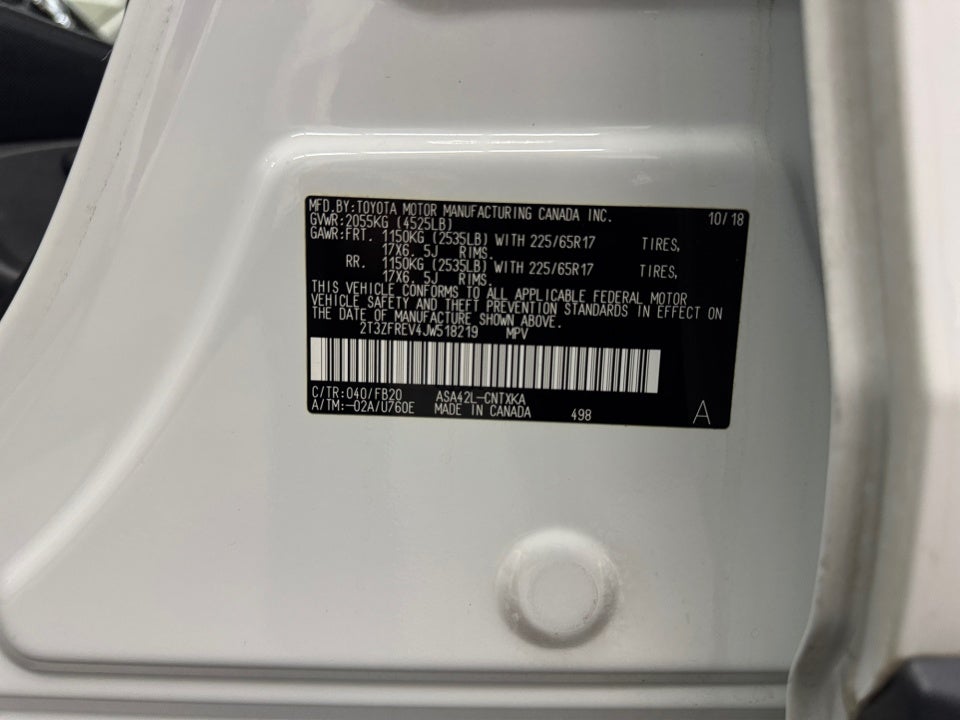 MFD.BY:TOYOTA MOTOR MANUFACTURING CANADA INC. 10/18
GVWR:2055KG (4525LB)
GAWR:FRT. 1150KG (2535LB) WITH 225/65R17 TIRES,
17X6.5J RIMS.
RR. 1150KG (2535LB) WITH 225/65R17 TIRES,
17X6.5J RIMS.
THIS VEHICLE CONFORMS TO ALL APPLICABLE FEDERAL MOTOR
VEHICLE SAFETY AND THEFT PREVENTION STANDARDS IN EFFECT ON
THE DATE OF MANUFACTURE SHOWN ABOVE.
2T3ZFREV4JW518219 MPV
C/TR:040/FB20 ASA42L-CNTXKA
A/TM:-02A/U760E MADE IN CANADA 498 A